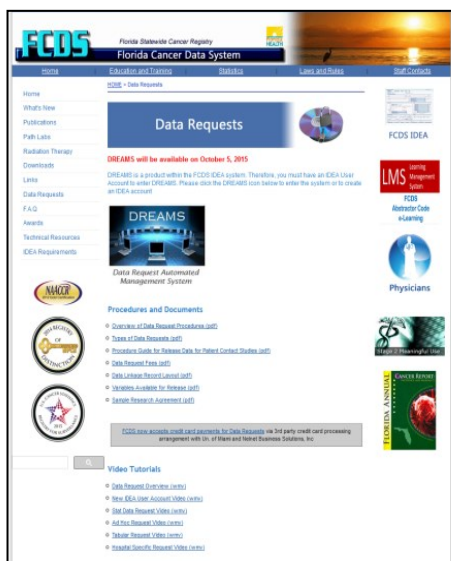 FCDS
Florida Statewide Cancer Registry
Florida Cancer Data System
HEALTH
Home
Education and Training
Statistics
Laws and Rules
Staff Contacts
HOME > Data Requests
Home
What's New
Publications
Path Labs
Radiation Therapy
Downloads
Links
Data Requests
F.A.Q
Awards
Technical Resources
IDEA Requirements
NAACCR
2014 REGISTRY
OF
DISTINCTION
2015
Data Requests
DREAMS will be available on October 5, 2015
DREAMS is a product within the FCDS IDEA system. Therefore, you must have an IDEA User
Account to enter DREAMS. Please click the DREAMS icon below to enter the system or to create
an IDEA account
DREAMS
Data Request Automated
Management System
Procedures and Documents
Overview of Data Request Procedures (pdf)
Types of Data Requests (pdf)
Procedure Guide for Release Data for Patient Contact Studies (pdf)
Data Request Fees (pdf)
Data Linkage Record Layout (pdf)
Variables Available for Release (pdf)
Sample Research Agreement (pdf)
FCDS now accepts credit card payments for Data Requests via 3rd party credit card processing
arrangement with Un. of Miami and Nelnet Business Solutions, Inc
Video Tutorials
Data Request Overview (wmv)
New IDEA User Account Video (wmv)
Stat Data Request Video (wmv)
Ad Hoc Request Video (wmv)
Tabular Request Video (wmv)
Hospital Specific Request Video (wmv)
FCDS IDEA
LMS Learning
Management
System
FCDS
Abstractor Code
e-Learning
Physicians
Stage 2 Meaningful Use
FLORIDA ANNUAL
CANCER REPORT